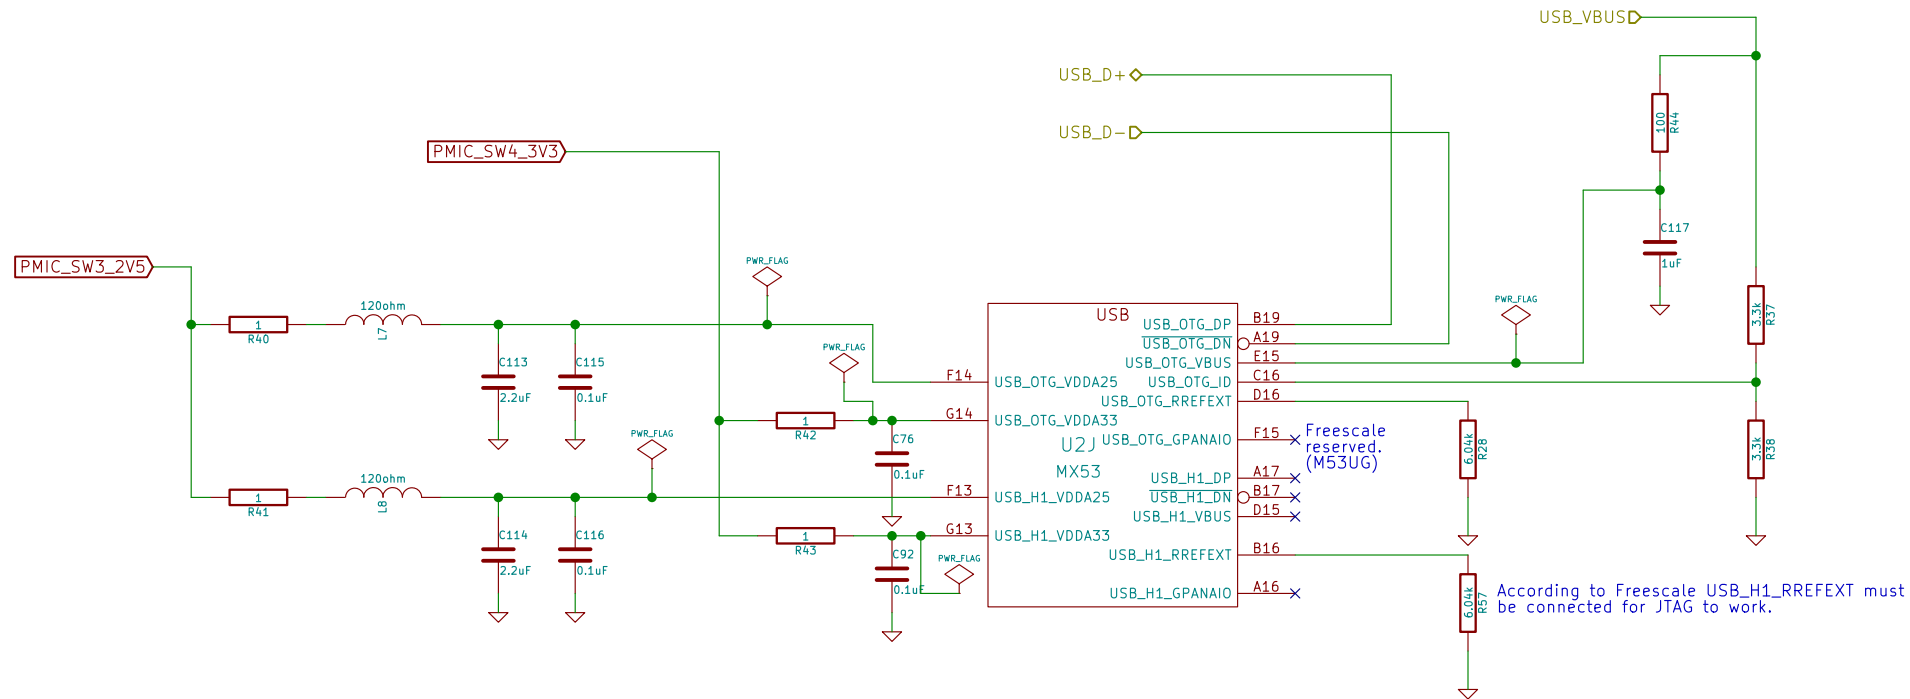 USB_VBUS
USB_D+
USB_D-
100
R44
PMIC_SW4_3V3
C117
1uF
PMIC_SW3_2V5
PWR_FLAG
120ohm
L7
1
R40
C113
2.2uF
C115
0.1uF
PWR_FLAG
PWR_FLAG
3.3k
R37
USB
USB_OTG_DP
B19
USB_OTG_DN
A19
USB_OTG_VBUS
E15
F14
USB_OTG_VDDA25
USB_OTG_ID
C16
USB_OTG_RREFEXT
D16
G14
USB_OTG_VDDA33
1
R42
C76
0.1uF
PWR_FLAG
U2J
MX53
USB_OTG_GPANAIO
F15
Freescale
reserved.
(M53UG)
6.04k
R28
3.3k
R38
120ohm
L8
1
R41
USB_H1_DP
A17
F13
USB_H1_VDDA25
USB_H1_DN
B17
USB_H1_VBUS
D15
C114
2.2uF
C116
0.1uF
1
R43
G13
USB_H1_VDDA33
C92
0.1uF
PWR_FLAG
USB_H1_RREFEXT
B16
USB_H1_GPANAIO
A16
6.04k
R57
According to Freescale USB_H1_RREFEXT must
be connected for JTAG to work.